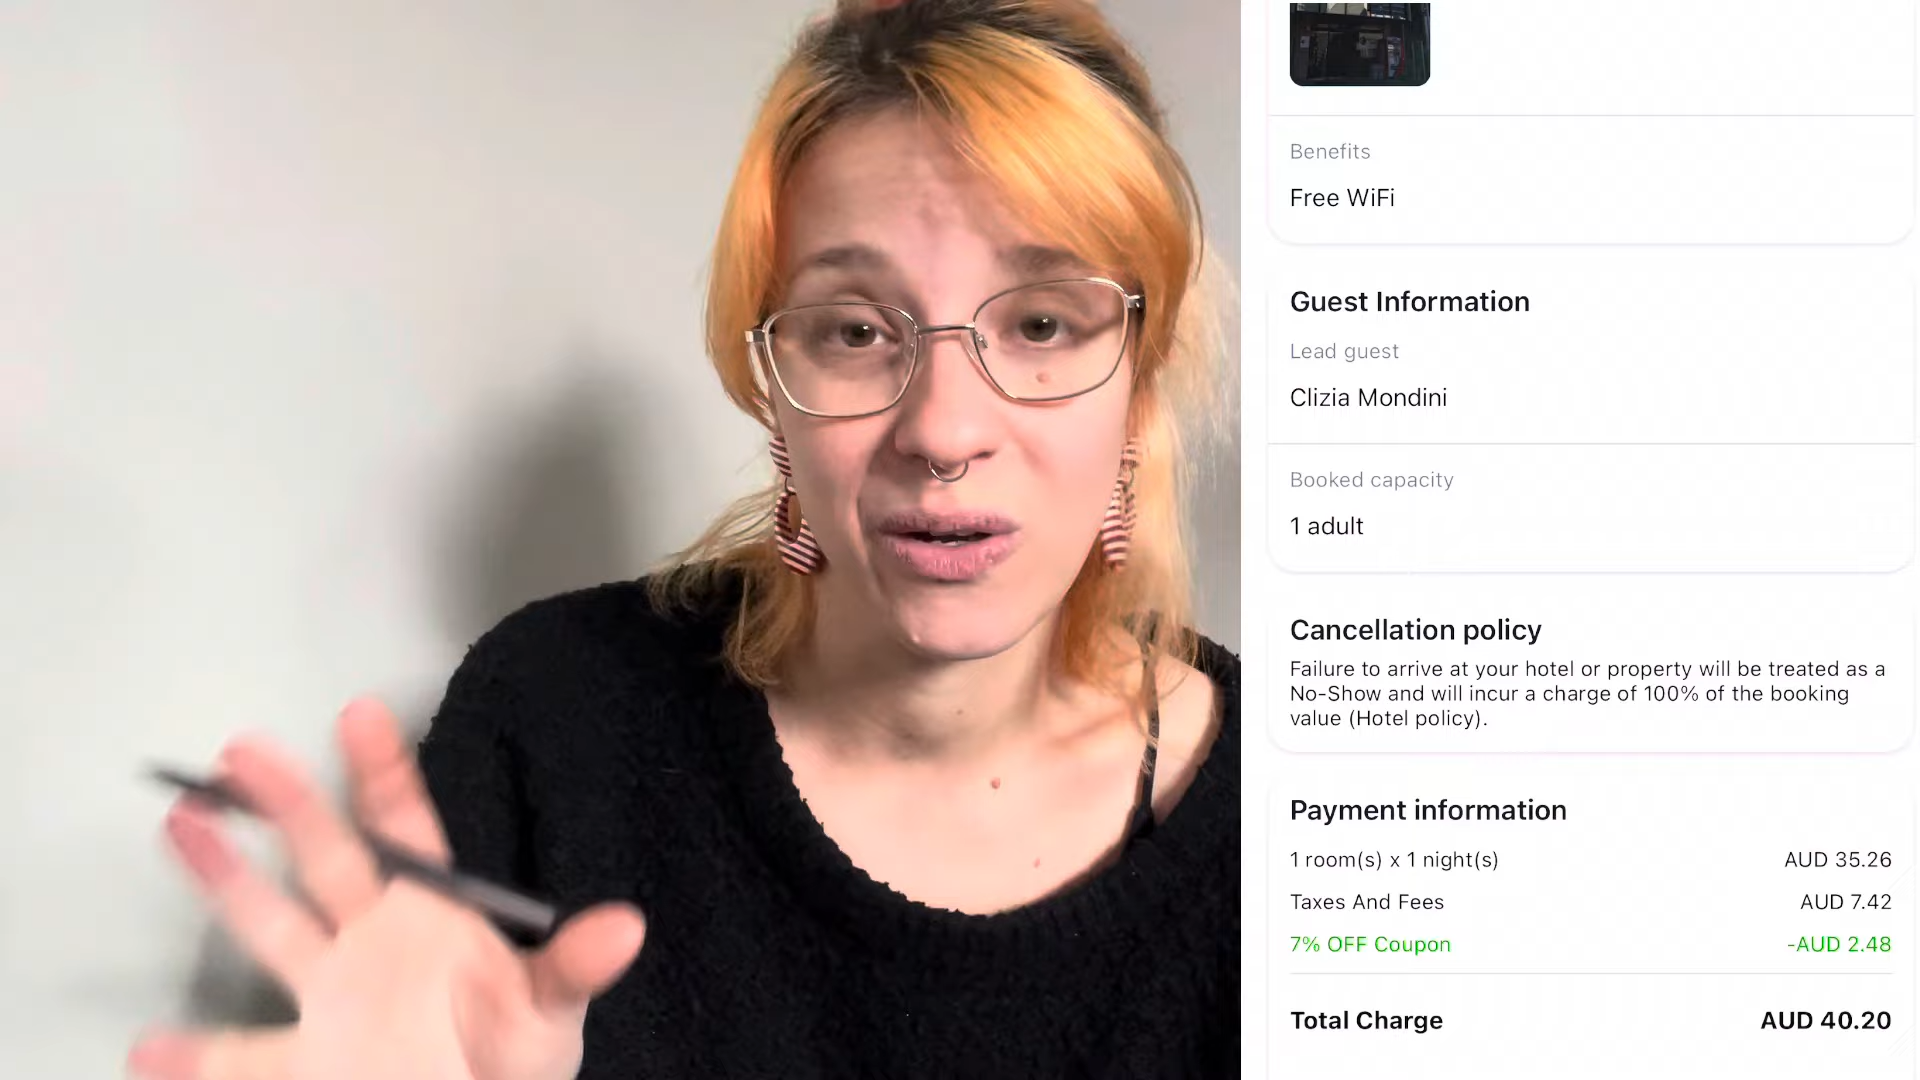 Benefits
Free WiFi
Guest Information
Lead guest
Clizia Mondini
Booked capacity
1 adult
Cancellation policy
Failure to arrive at your hotel or property will be treated as a
No-Show and will incur a charge of 100% of the booking
value (Hotel policy).
Payment information
1 room(s) x 1 night(s) AUD 35.26
Taxes And Fees AUD 7.42
7% OFF Coupon -AUD 2.48
Total Charge AUD 40.20